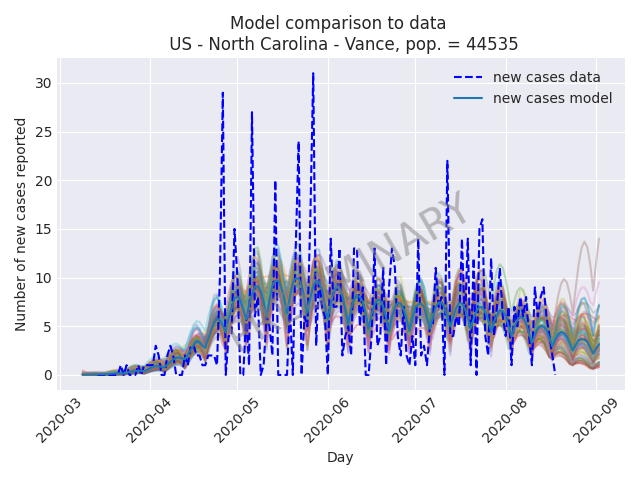 Model comparison to data
US - North Carolina - Vance, pop. = 44535
new cases data
new cases model
Number of new cases reported
30
25
20
15
10
5
0
2020-03
2020-04
2020-05
2020-06
2020-07
2020-08
2020-09
Day